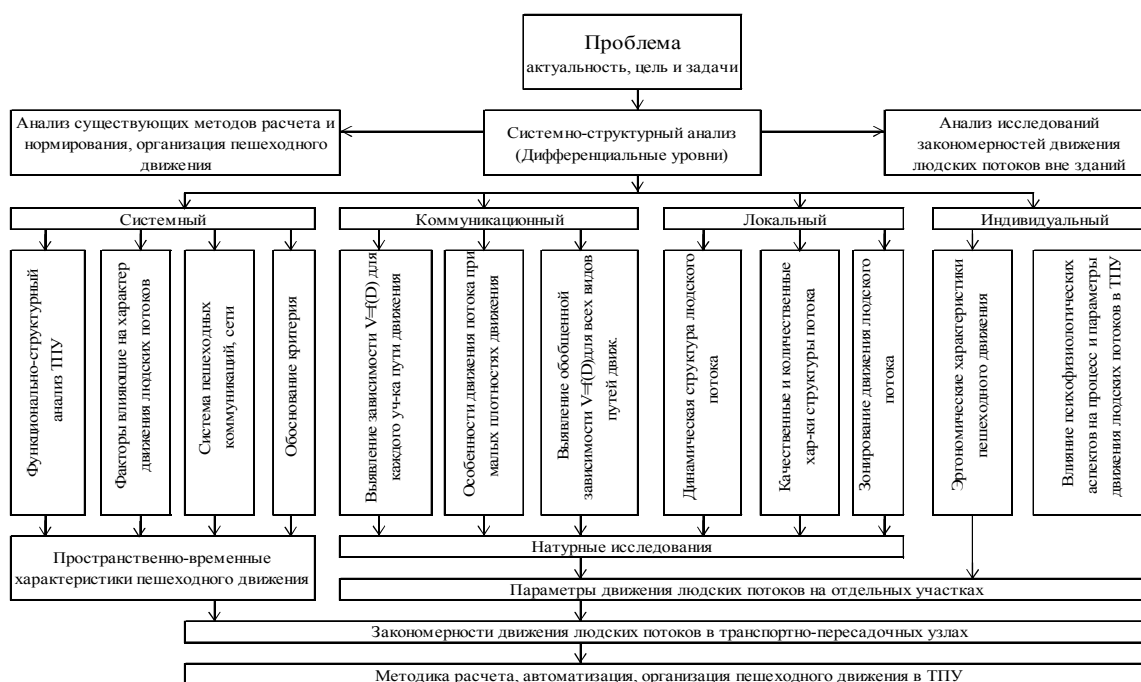 Проблема
актуальность, цель и задачи
Анализ существующих методов расчета и
нормирования, организация пешеходного
движения
Системно-структурный анализ
(Дифференциальные уровни)
Анализ исследований
закономерностей движения
людских потоков вне зданий
Системный
Коммуникационный
Локальный
Индивидуальный
Функционально-структурный
анализ ТПУ
Факторы влияющие на характер
движения людских потоков
Система пешеходных
коммуникаций, сети
Обоснование критерия
Выявление зависимости V=f(D) для
каждого уч-ка пути движения
Особенности движения потока при
малых плотностях движения
Выявление обобщенной
зависимости V=f(D)для всех видов
путей движ.
Динамическая структура людского
потока
Качественные и количественные
хар-ки структуры потока
Зонирование движения людского
потока
Эргономические характеристики
пешеходного движения
Влияние психофизиологических
аспектов на процесс и параметры
движения людских потоков в ТПУ
Пространственно-временные
характеристики пешеходного движения
Натурные исследования
Параметры движения людских потоков на отдельных участках
Закономерности движения людских потоков в транспортно-пересадочных узлах
Методика расчета, автоматизация, организация пешеходного движения в ТПУ